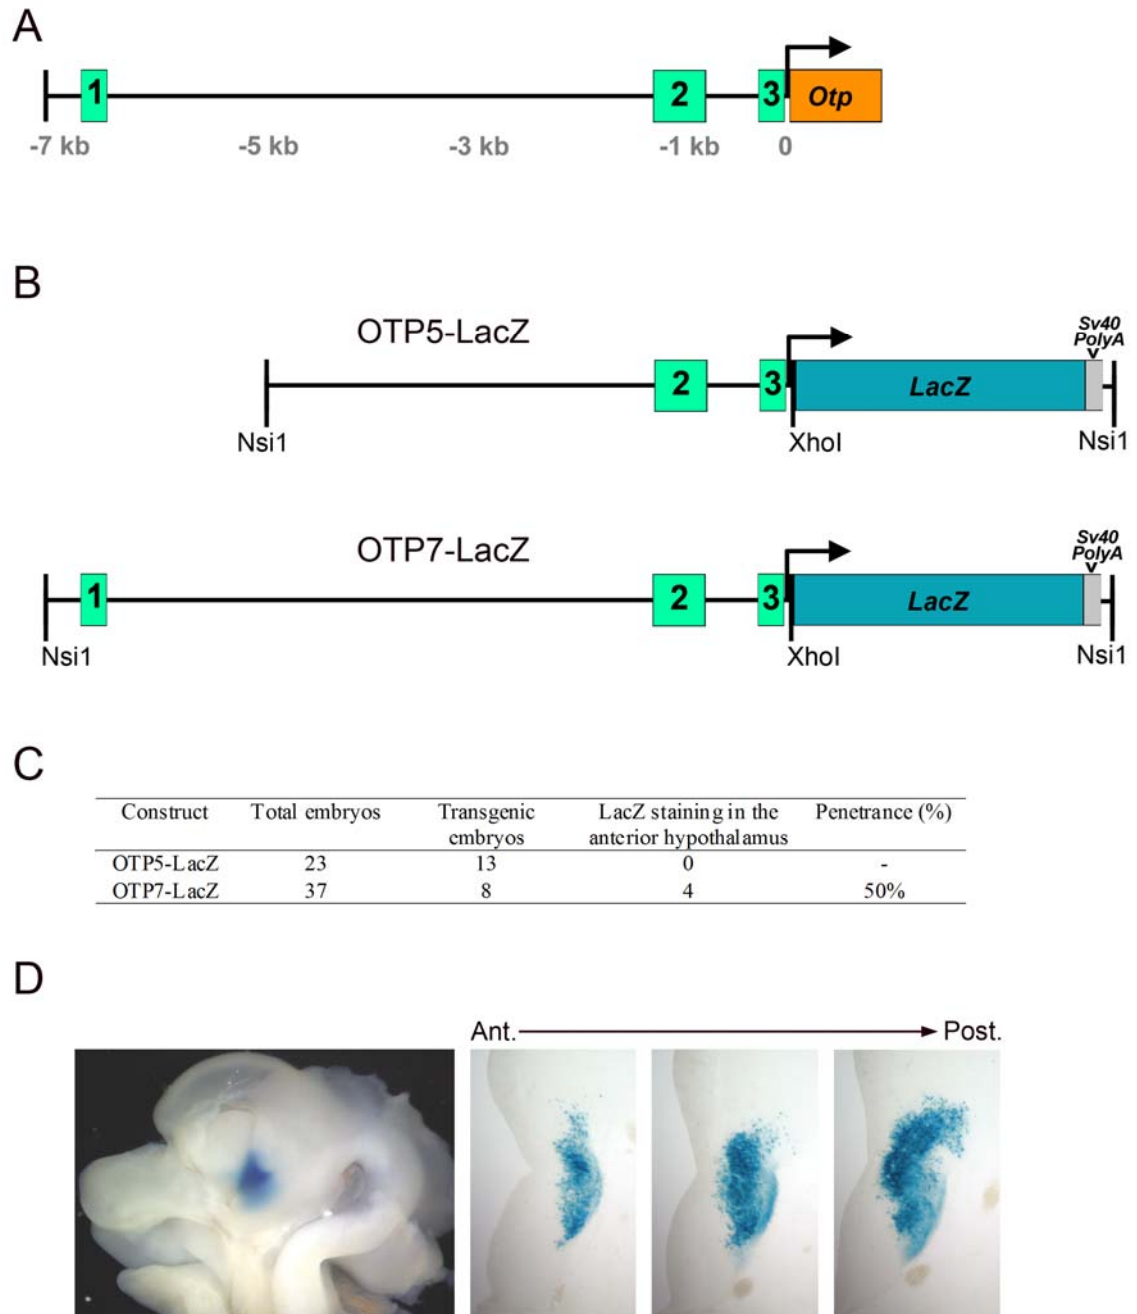 A
1 2 3 Otp
-7 kb -5 kb -3 kb -1 kb 0
B
OTP5-LacZ
Sv40
PolyA
2 3 LacZ
Nsi1 XhoI Nsi1
OTP7-LacZ
Sv40
PolyA
1 2 3 LacZ
Nsi1 XhoI Nsi1
C
Construct Total embryos Transgenic embryos LacZ staining in the anterior hypothalamus Penetrance (%)
OTP5-LacZ 23 13 0 -
OTP7-LacZ 37 8 4 50%
D
Ant. Post.